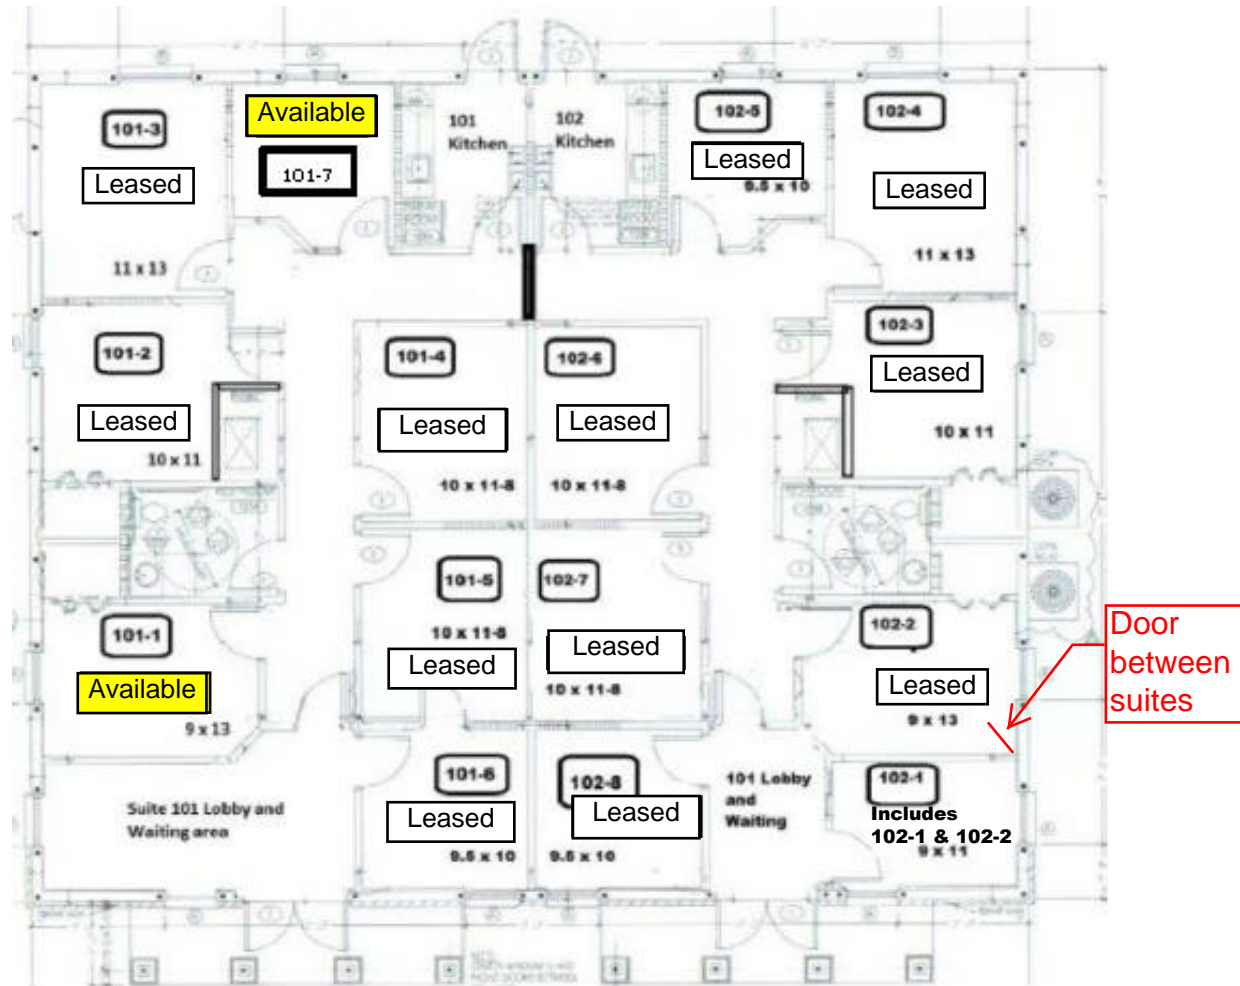 101-3
Leased
11 x 13
Available
101-7
101
Kitchen
102
Kitchen
102-5
Leased
9.5 x 10
102-4
Leased
11 x 13
101-2
Leased
10 x 11
101-4
Leased
10 x 11-8
102-6
Leased
10 x 11-8
102-3
Leased
10 x 11
101-5
10 x 11-8
Leased
102-7
Leased
10 x 11-8
101-1
Available
9 x 13
102-2
Leased
9 x 13
Door
between
suites
Suite 101 Lobby and
Waiting area
101-6
Leased
9.5 x 10
102-8
Leased
9.5 x 10
101 Lobby
and
Waiting
102-1
Includes
102-1 & 102-2
9 x 11